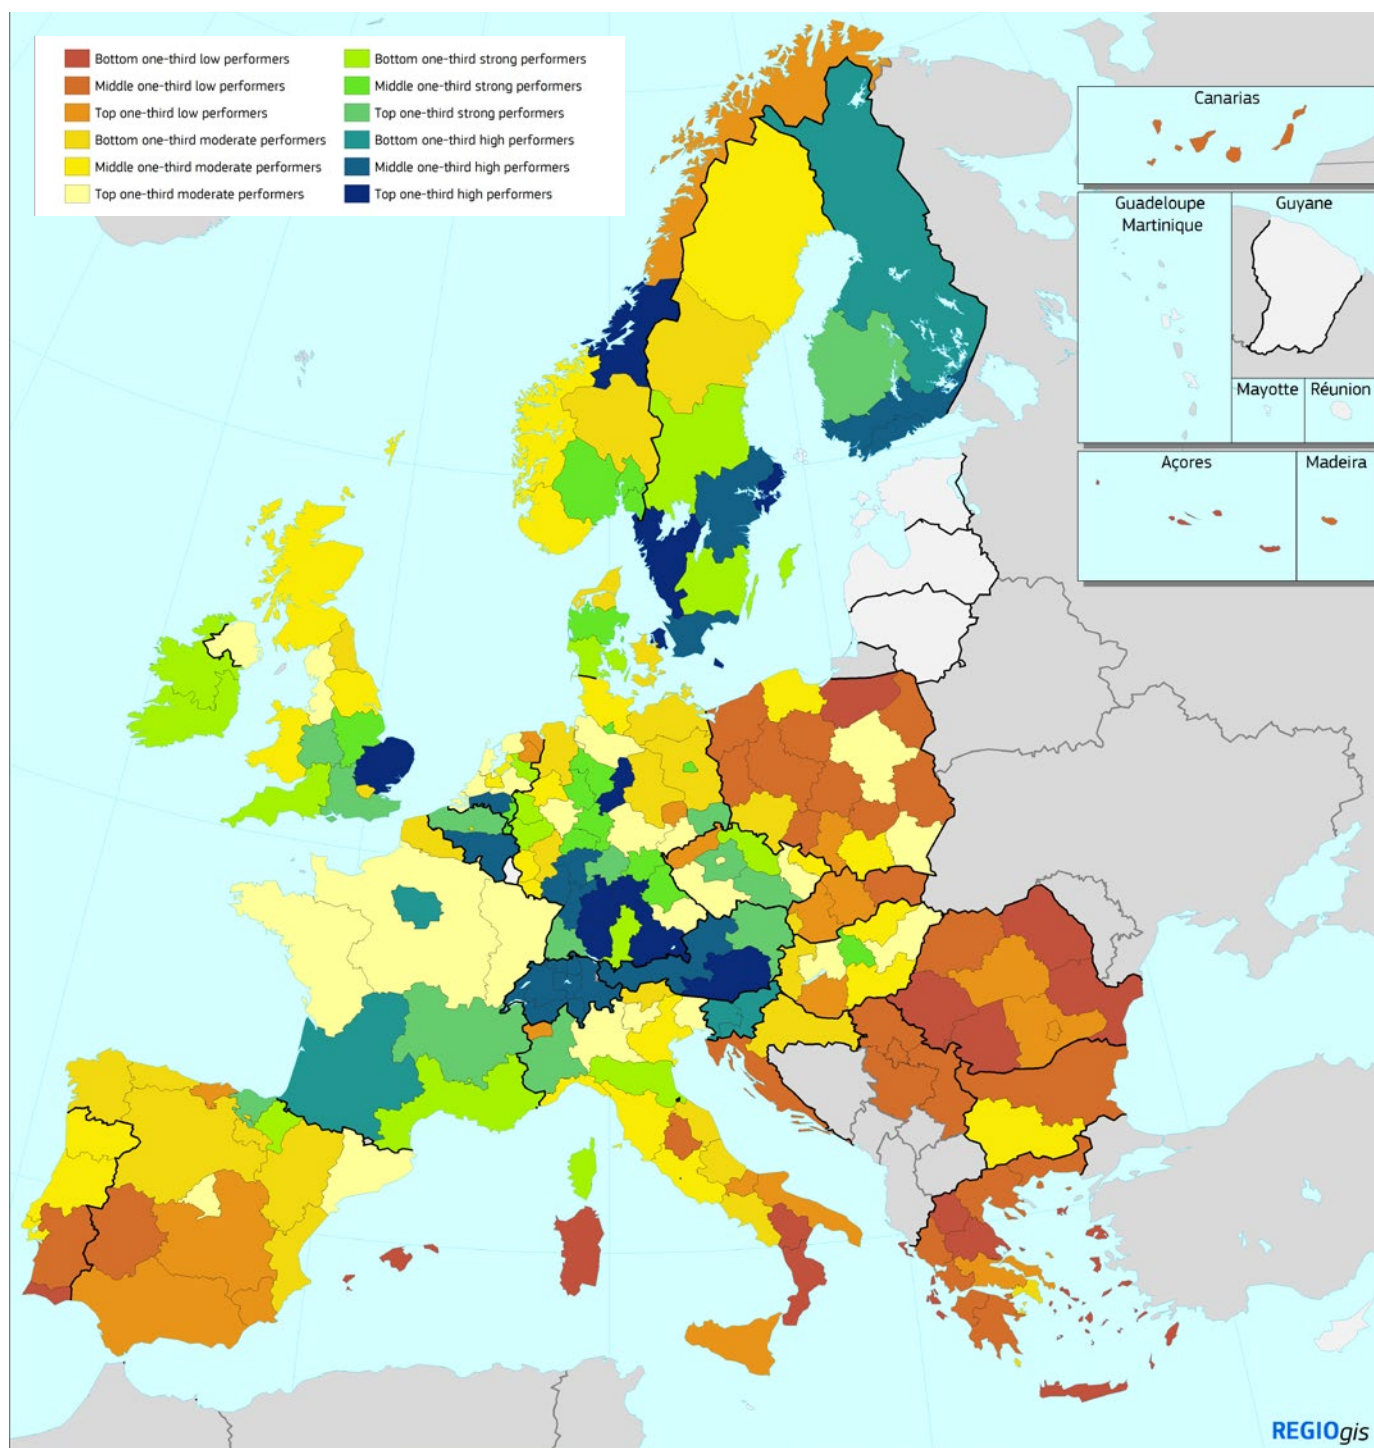 Bottom one-third low performers
Middle one-third low performers
Top one-third low performers
Bottom one-third moderate performers
Middle one-third moderate performers
Top one-third moderate performers
Bottom one-third strong performers
Middle one-third strong performers
Top one-third strong performers
Bottom one-third high performers
Middle one-third high performers
Top one-third high performers
Canarias
Guadeloupe
Martinique
Guyane
Mayotte
Réunion
Açores
Madeira
REGIOgis